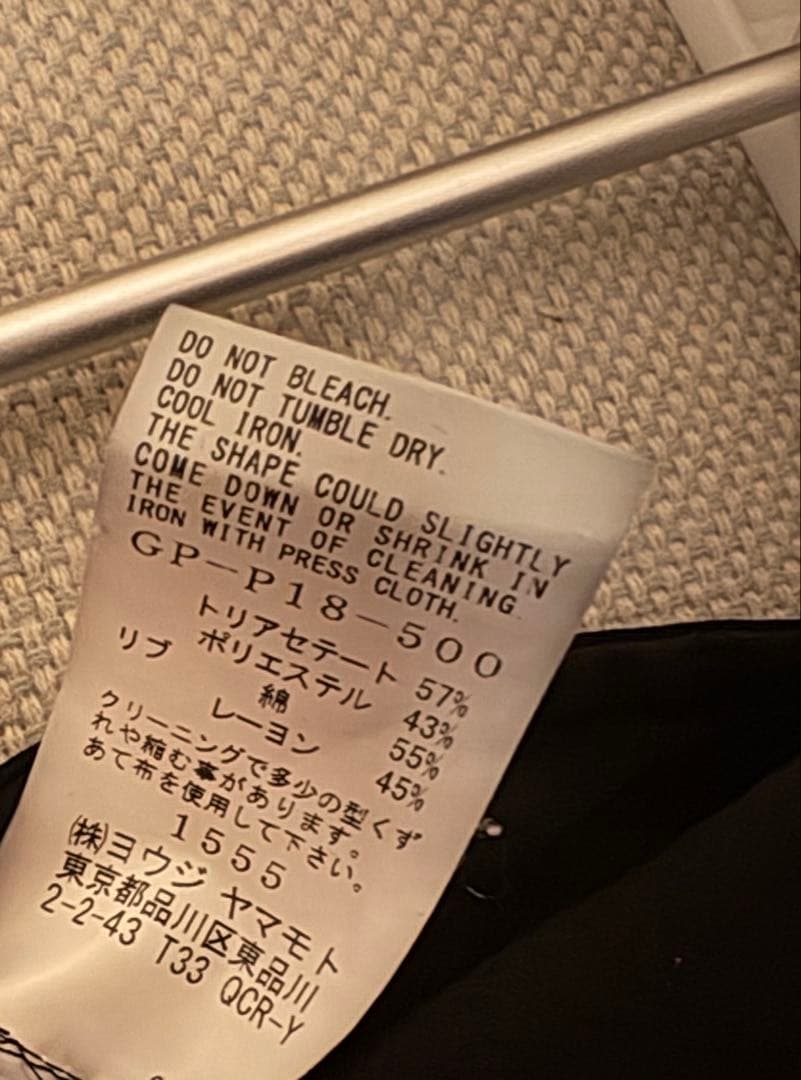 DO NOT BLEACH.
DO NOT TUMBLE DRY.
COOL IRON.
THE SHAPE COULD SLIGHTLY
COME DOWN OR SHRINK IN
THE EVENT OF CLEANING.
IRON WITH PRESS CLOTH.
GP-P18-500
トリアセテート 57%
ポリエステル 43%
リブ 綿 55%
レーヨン 45%
クリーニングで多少の型くず
れや縮む事があります。
あて布を使用して下さい。
1555
(株)ヨウジ ヤマモト
東京都品川区東品川
2-2-43 T33 QCR-Y